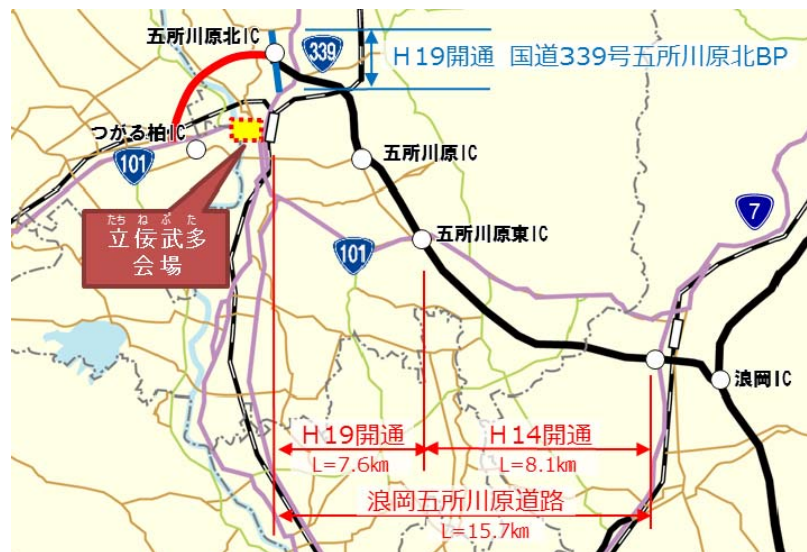 五所川原北IC
339
H19開通 国道339号五所川原北BP
つがる柏IC
101
五所川原IC
たち ね ぷ た
立佞武多
会場
7
五所川原東IC
101
浪岡IC
H19開通
L=7.6km
H14開通
L=8.1km
浪岡五所川原道路
L=15.7km